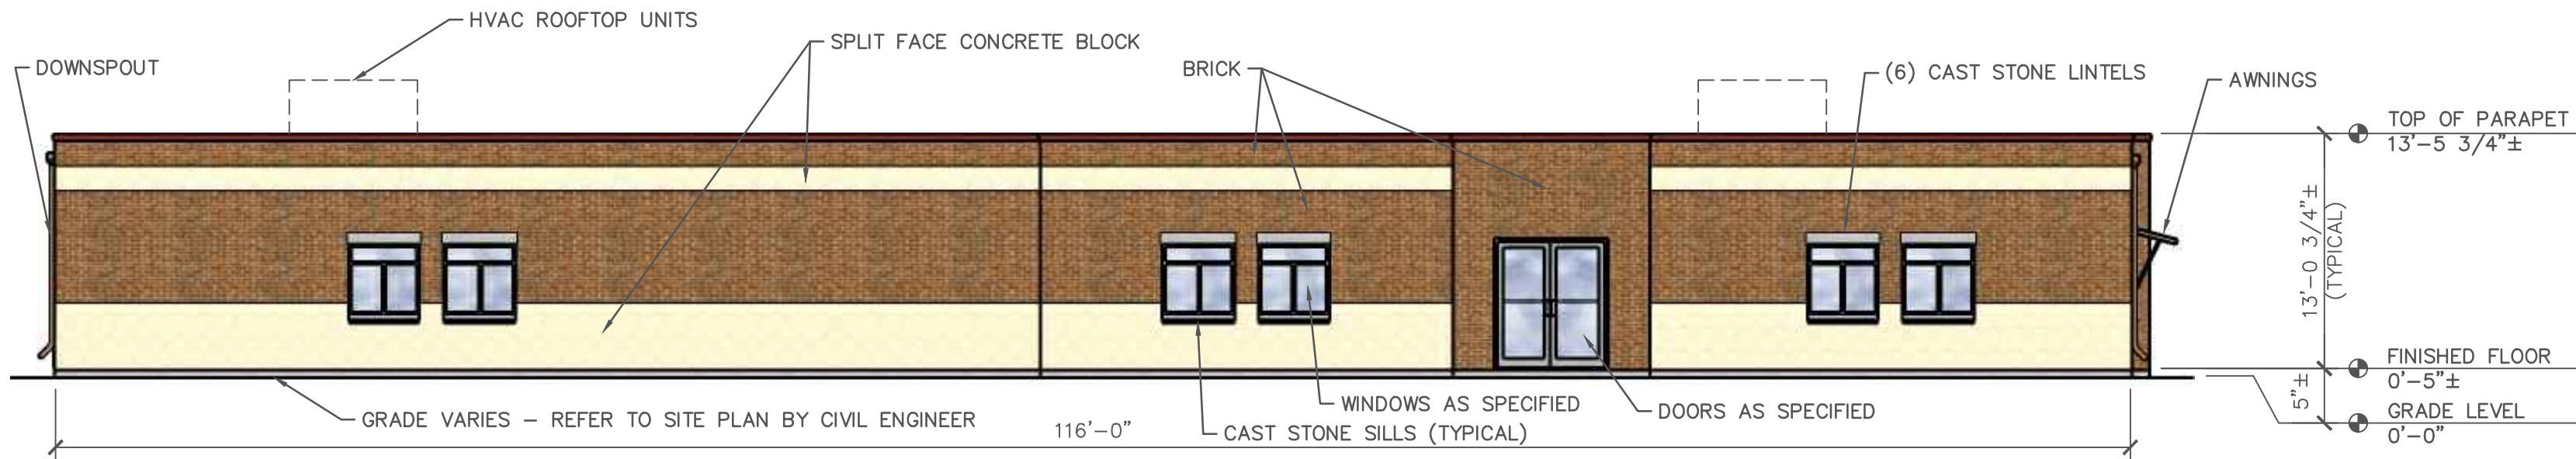 HVAC ROOFTOP UNITS
SPLIT FACE CONCRETE BLOCK
DOWNSPOUT
BRICK
(6) CAST STONE LINTELS
AWNINGS
TOP OF PARAPET
13'-5 3/4"±
13'-0 3/4"±
(TYPICAL)
FINISHED FLOOR
0'-5"±
5"±
GRADE LEVEL
0'-0"
WINDOWS AS SPECIFIED
DOORS AS SPECIFIED
GRADE VARIES - REFER TO SITE PLAN BY CIVIL ENGINEER
116'-0"
CAST STONE SILLS (TYPICAL)